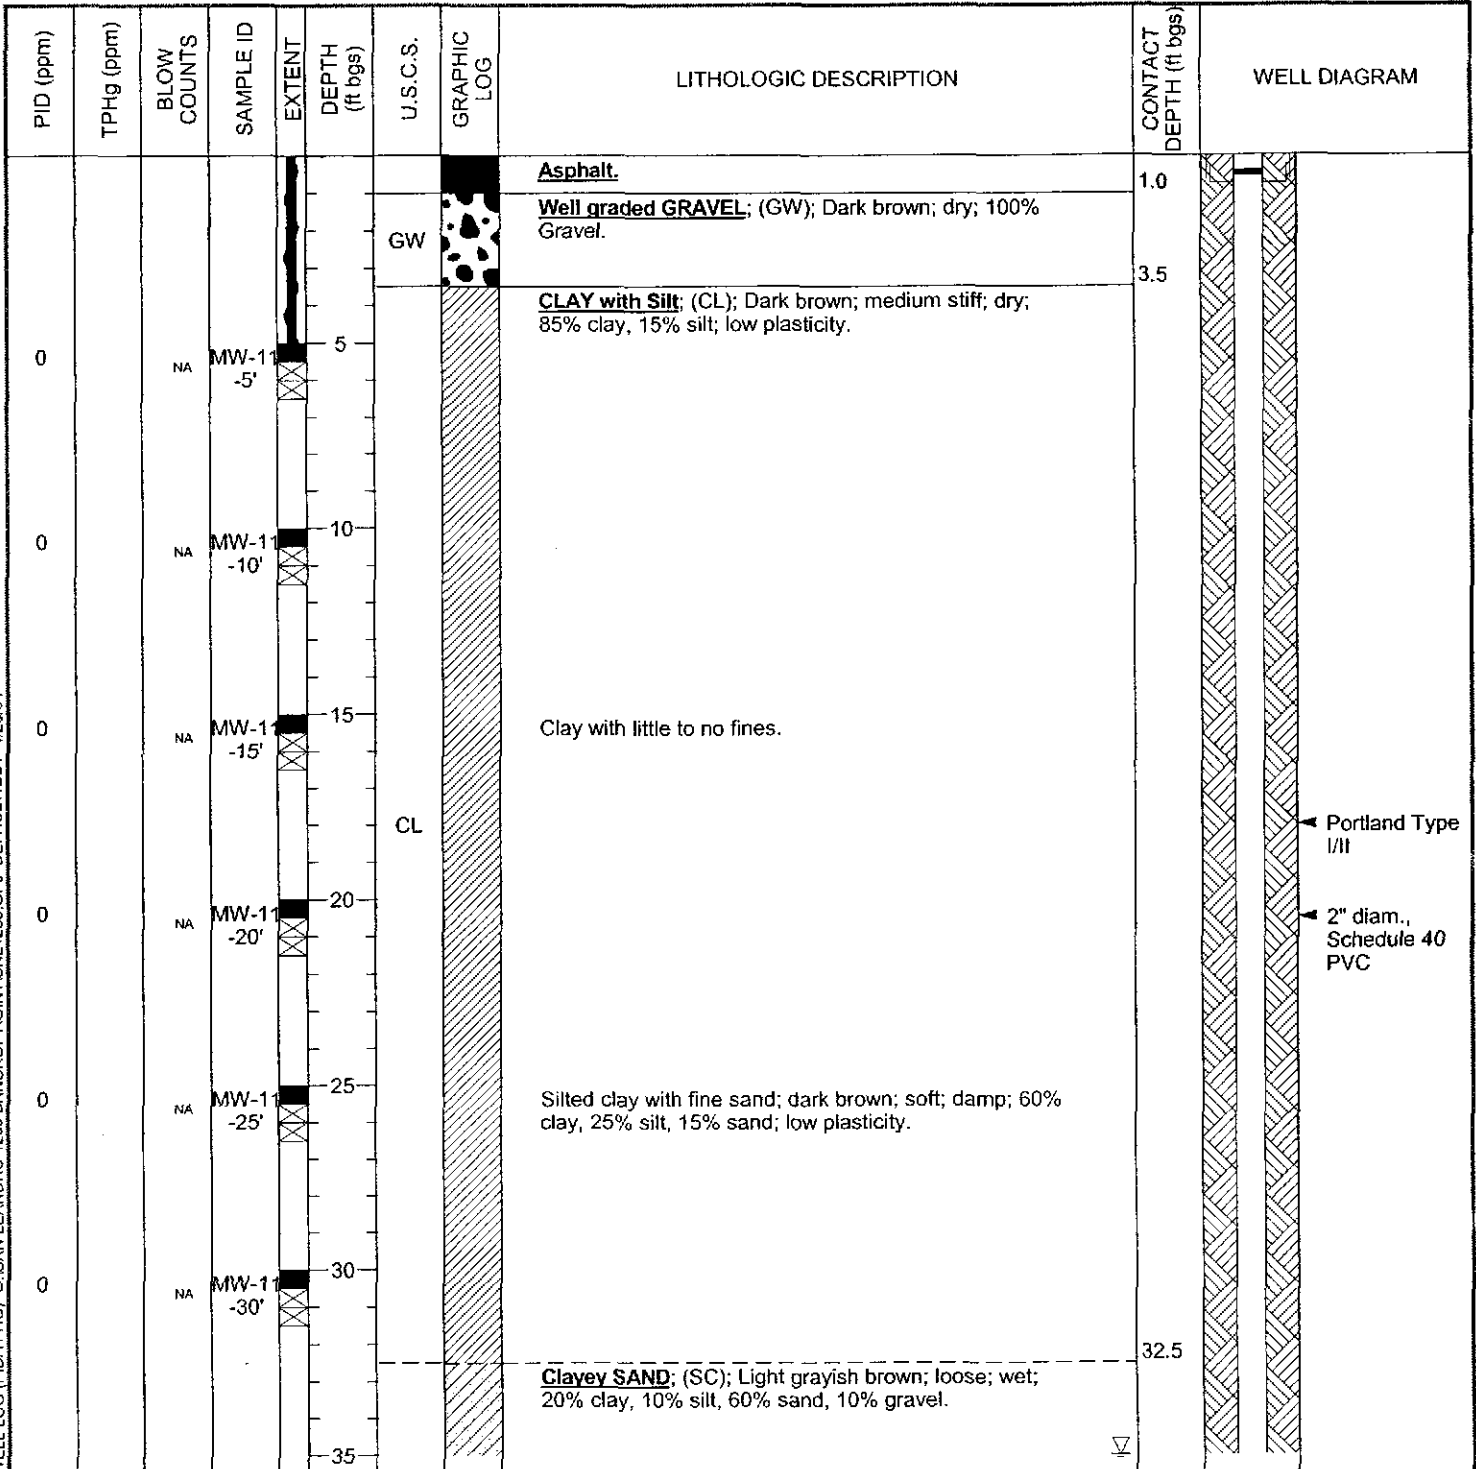 PID (ppm)
TPHg (ppm)
BLOW COUNTS
SAMPLE ID
EXTENT
DEPTH (ft bgs)
U.S.C.S.
GRAPHIC LOG
LITHOLOGIC DESCRIPTION
CONTACT DEPTH (ft bgs)
WELL DIAGRAM
Asphalt.
1.0
Well graded GRAVEL; (GW); Dark brown; dry; 100%
Gravel.
GW
3.5
CLAY with Silt; (CL); Dark brown; medium stiff; dry;
85% clay, 15% silt; low plasticity.
5
0
NA
MW-11
-5'
10
0
NA
MW-11
-10'
15
0
NA
MW-11
-15'
Clay with little to no fines.
CL
Portland Type
I/II
20
0
NA
MW-11
-20'
2" diam.,
Schedule 40
PVC
25
0
NA
MW-11
-25'
Silted clay with fine sand; dark brown; soft; damp; 60%
clay, 25% silt, 15% sand; low plasticity.
30
0
NA
MW-11
-30'
32.5
Clayey SAND; (SC); Light grayish brown; loose; wet;
20% clay, 10% silt, 60% sand, 10% gravel.
35